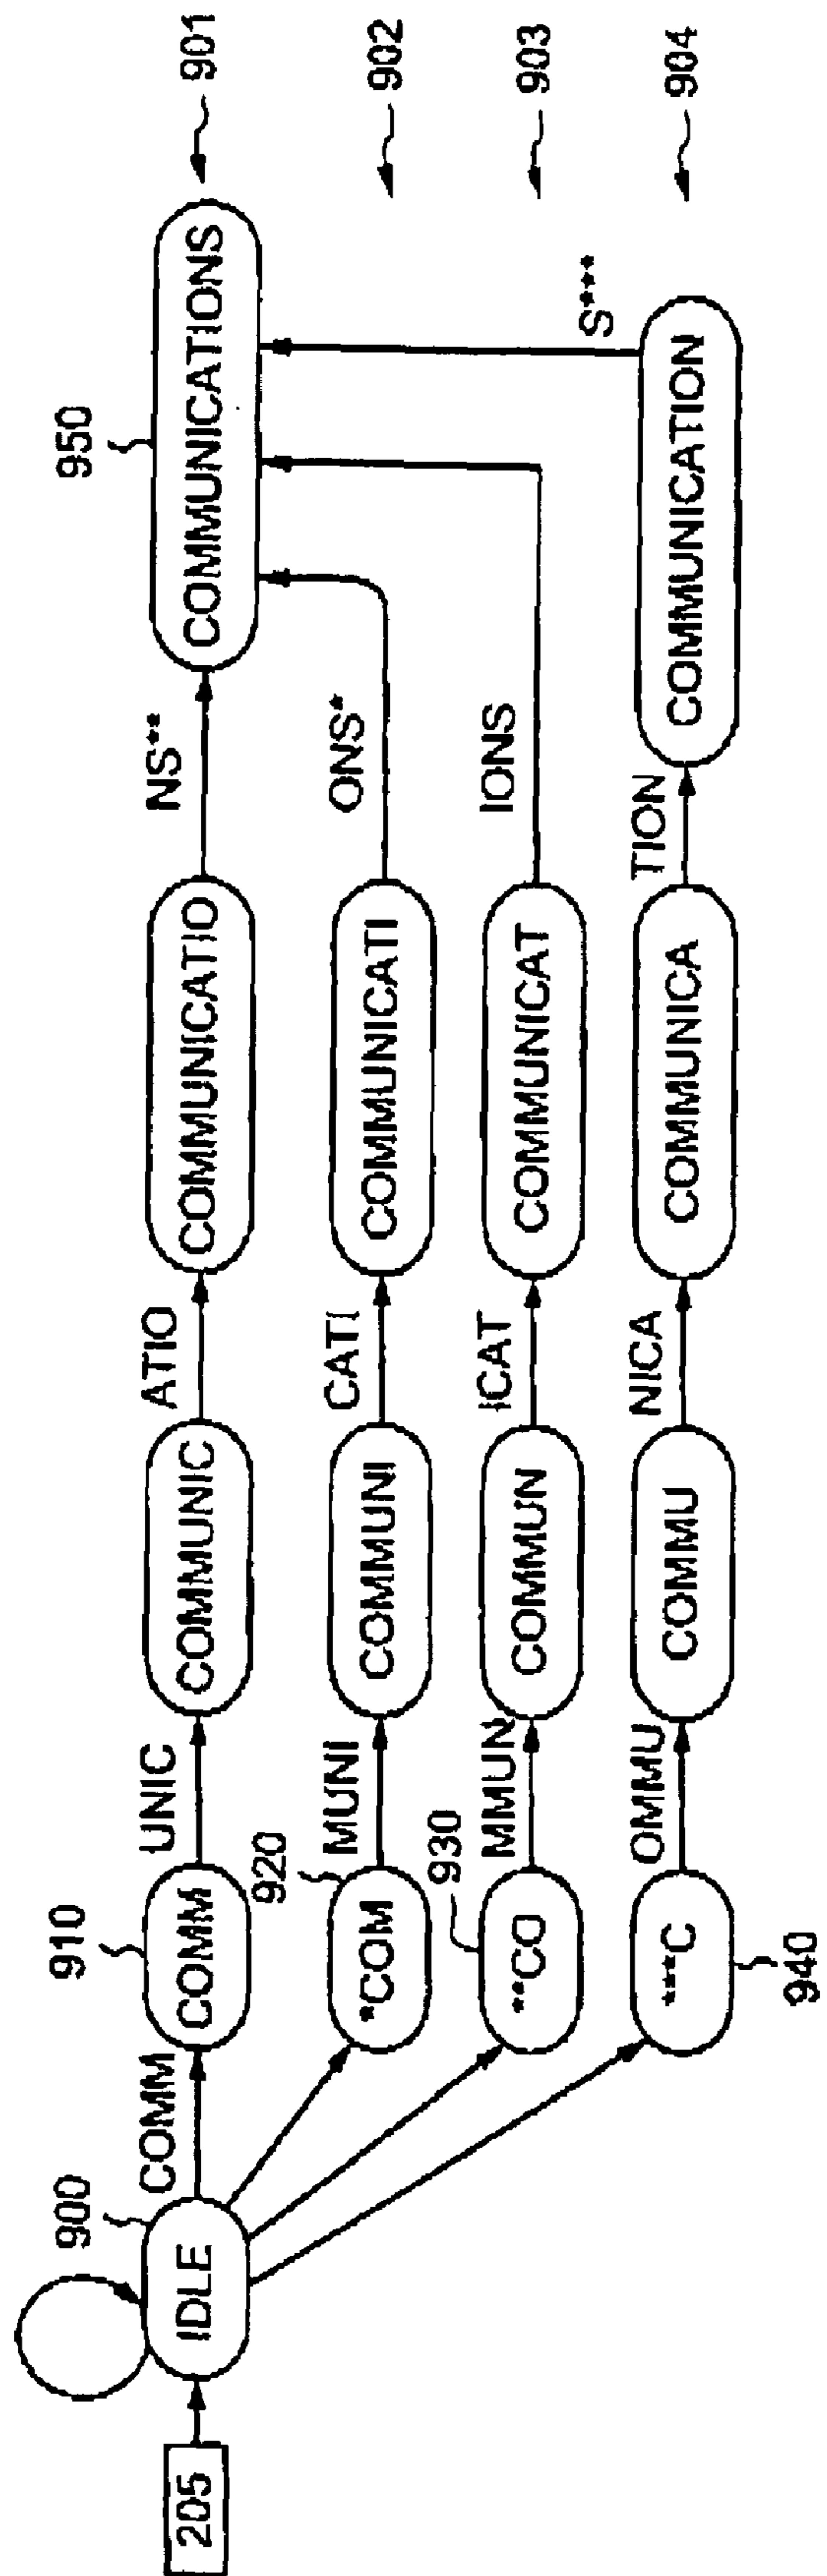 205
IDLE
900
COMM
COMM
910
UNIC
COMMUNIC
ATIO
COMMUNICATIO
NS**
COMMUNICATIONS
950
901
*COM
920
MUNI
COMMUNI
CATI
COMMUNICATI
ONS*
902
**CO
930
MMUN
COMMUN
ICAT
COMMUNICAT
IONS
903
***C
940
OMMU
COMMU
NICA
COMMUNICA
TION
COMMUNICATION
S***
904